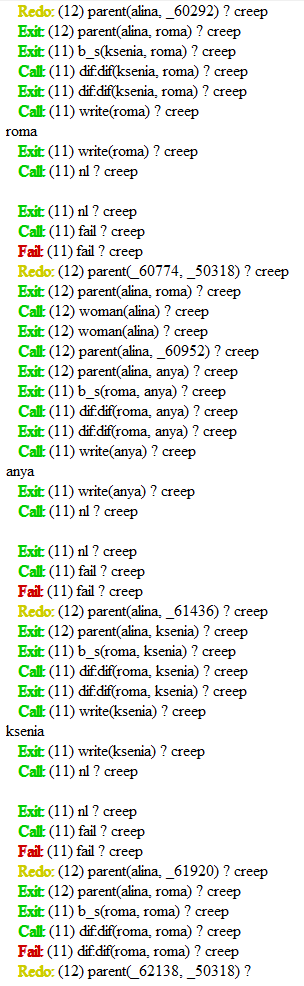 Redo: (12) parent(alina, _60292) ? creep
Exit: (12) parent(alina, roma) ? creep
Exit: (11) b_s(ksenia, roma) ? creep
Call: (11) dif:dif(ksenia, roma) ? creep
Exit: (11) dif:dif(ksenia, roma) ? creep
Call: (11) write(roma) ? creep
roma
Exit: (11) write(roma) ? creep
Call: (11) nl ? creep
Exit: (11) nl ? creep
Call: (11) fail ? creep
Fail: (11) fail ? creep
Redo: (12) parent(_60774, _50318) ? creep
Exit: (12) parent(alina, roma) ? creep
Call: (12) woman(alina) ? creep
Exit: (12) woman(alina) ? creep
Call: (12) parent(alina, _60952) ? creep
Exit: (12) parent(alina, anya) ? creep
Exit: (11) b_s(roma, anya) ? creep
Call: (11) dif:dif(roma, anya) ? creep
Exit: (11) dif:dif(roma, anya) ? creep
Call: (11) write(anya) ? creep
anya
Exit: (11) write(anya) ? creep
Call: (11) nl ? creep
Exit: (11) nl ? creep
Call: (11) fail ? creep
Fail: (11) fail ? creep
Redo: (12) parent(alina, _61436) ? creep
Exit: (12) parent(alina, ksenia) ? creep
Exit: (11) b_s(roma, ksenia) ? creep
Call: (11) dif:dif(roma, ksenia) ? creep
Exit: (11) dif:dif(roma, ksenia) ? creep
Call: (11) write(ksenia) ? creep
ksenia
Exit: (11) write(ksenia) ? creep
Call: (11) nl ? creep
Exit: (11) nl ? creep
Call: (11) fail ? creep
Fail: (11) fail ? creep
Redo: (12) parent(alina, _61920) ? creep
Exit: (12) parent(alina, roma) ? creep
Exit: (11) b_s(roma, roma) ? creep
Call: (11) dif:dif(roma, roma) ? creep
Fail: (11) dif:dif(roma, roma) ? creep
Redo: (12) parent(_62138, _50318) ?